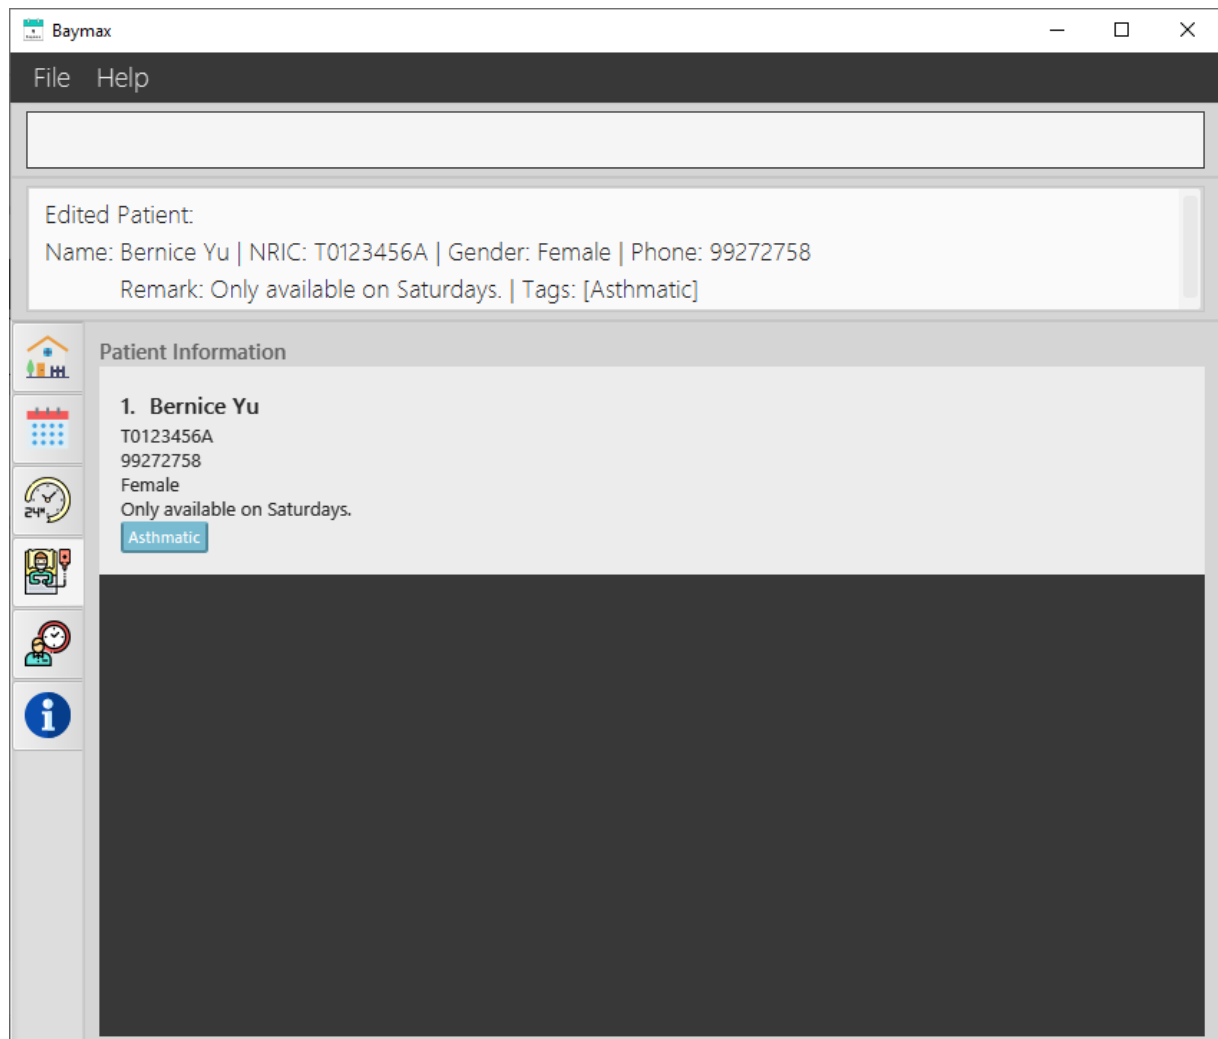 Baymax
File Help
Edited Patient:
Name: Bernice Yu | NRIC: T0123456A | Gender: Female | Phone: 99272758
Remark: Only available on Saturdays. | Tags: [Asthmatic]
Patient Information
1. Bernice Yu
T0123456A
99272758
Female
Only available on Saturdays.
Asthmatic
24H